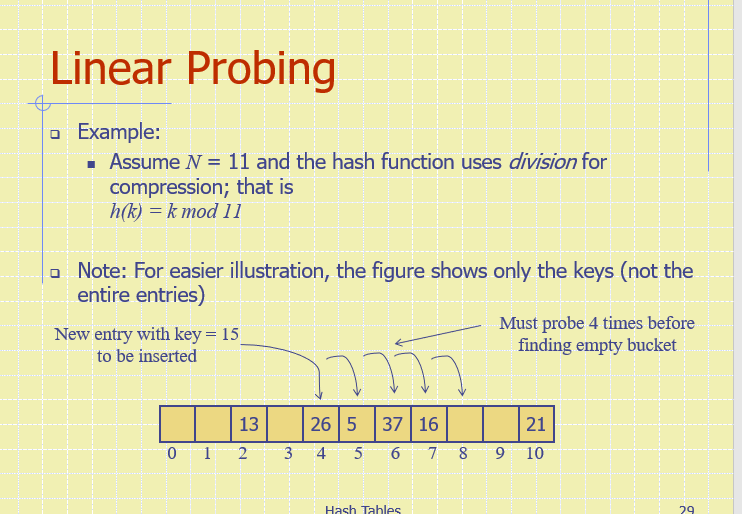 Linear Probing
Example:
Assume N = 11 and the hash function uses division for
compression; that is
h(k) = k mod 11
Note: For easier illustration, the figure shows only the keys (not the
entire entries)
New entry with key = 15
to be inserted
Must probe 4 times before
finding empty bucket
13 26 5 37 16 21
0 1 2 3 4 5 6 7 8 9 10
Hash Tables
29